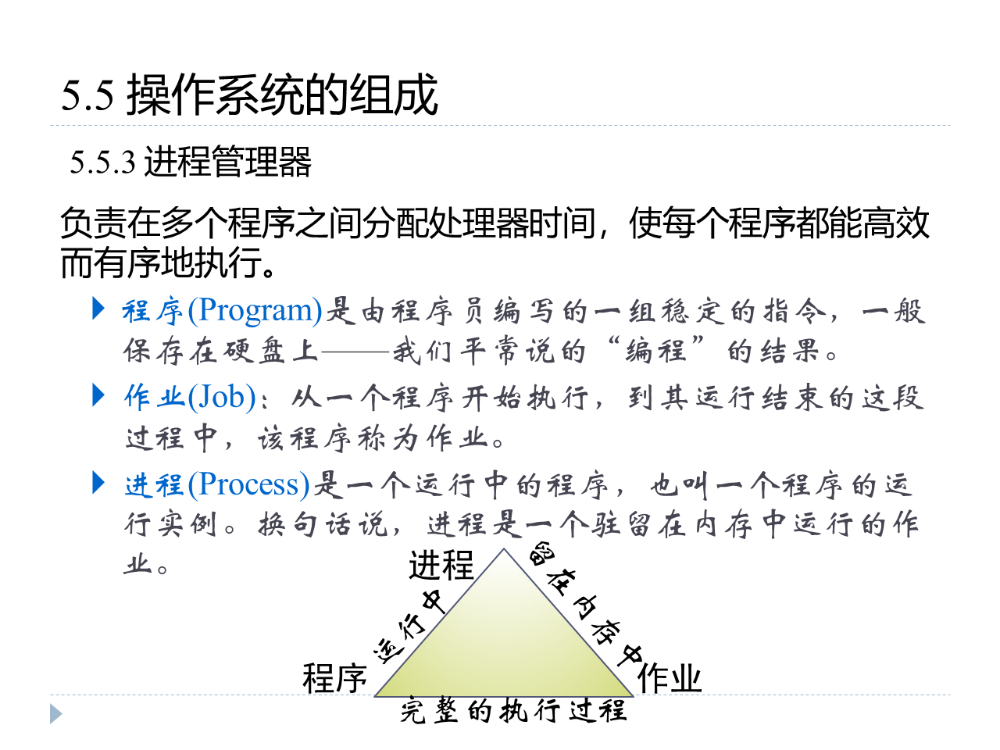 5.5 操作系统的组成
5.5.3 进程管理器
负责在多个程序之间分配处理器时间，使每个程序都能高效
而有序地执行。
程序(Program)是由程序员编写的一组稳定的指令，一般
保存在硬盘上——我们平常说的“编程”的结果。
作业(Job)：从一个程序开始执行，到其运行结束的这段
过程中，该程序称为作业。
进程(Process)是一个运行中的程序，也叫一个程序的运
行实例。换句话说，进程是一个驻留在内存中运行的作
业。
进程
留在内存中
运行中
程序
作业
完整的执行过程